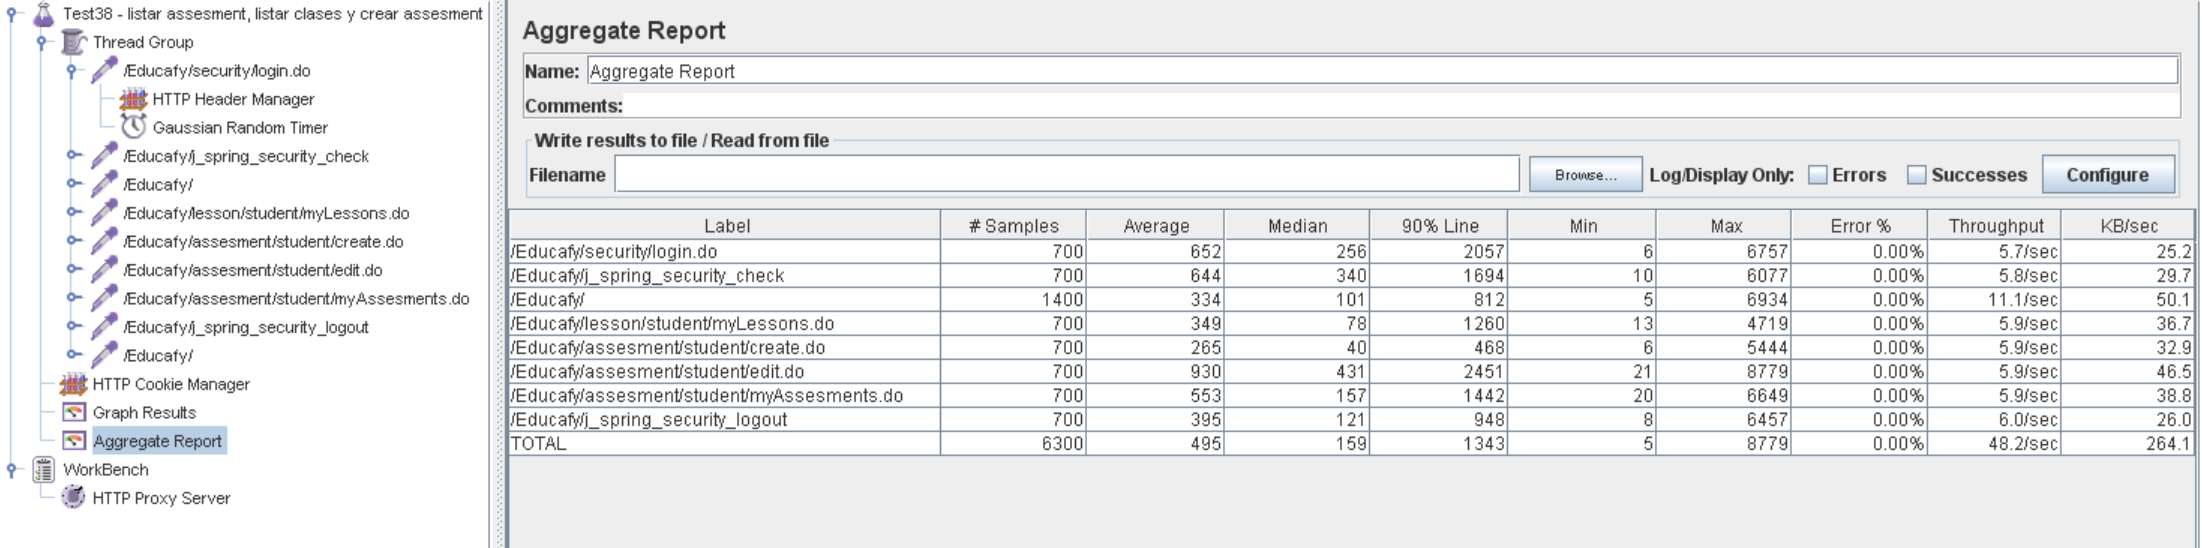 Test38 - listar assesment, listar clases y crear assesment
Thread Group
/Educafy/security/login.do
HTTP Header Manager
Gaussian Random Timer
/Educafy/j_spring_security_check
/Educafy/
/Educafy/lesson/student/myLessons.do
/Educafy/assesment/student/create.do
/Educafy/assesment/student/edit.do
/Educafy/assesment/student/myAssesments.do
/Educafy/j_spring_security_logout
/Educafy/
HTTP Cookie Manager
Graph Results
Aggregate Report
WorkBench
HTTP Proxy Server
Aggregate Report
Name: Aggregate Report
Comments:
Write results to file / Read from file
Filename Browse... Log/Display Only: Errors Successes Configure
Label # Samples Average Median 90% Line Min Max Error % Throughput KB/sec
/Educafy/security/login.do 700 652 256 2057 6 6757 0.00% 5.7/sec 25.2
/Educafy/j_spring_security_check 700 644 340 1694 10 6077 0.00% 5.8/sec 29.7
/Educafy/ 1400 334 101 812 5 6934 0.00% 11.1/sec 50.1
/Educafy/lesson/student/myLessons.do 700 349 78 1260 13 4719 0.00% 5.9/sec 36.7
/Educafy/assesment/student/create.do 700 265 40 468 6 5444 0.00% 5.9/sec 32.9
/Educafy/assesment/student/edit.do 700 930 431 2451 21 8779 0.00% 5.9/sec 46.5
/Educafy/assesment/student/myAssesments.do 700 553 157 1442 20 6649 0.00% 5.9/sec 38.8
/Educafy/j_spring_security_logout 700 395 121 948 8 6457 0.00% 6.0/sec 26.0
TOTAL 6300 495 159 1343 5 8779 0.00% 48.2/sec 264.1